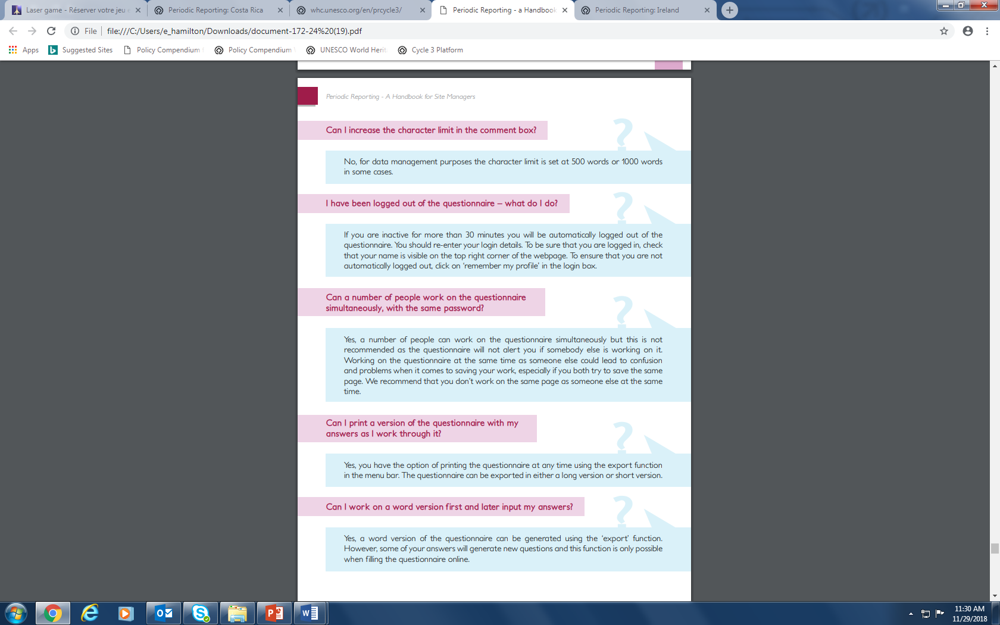 Laser game - Réserver votre jeu e
Periodic Reporting: Costa Rica
whc.unesco.org/en/prcycle3/
Periodic Reporting - a Handbook
Periodic Reporting: Ireland
File
file:///C:/Users/e_hamilton/Downloads/document-172-24%20(19).pdf
Apps
Suggested Sites
Policy Compendium
Policy Compendium
UNESCO World Herit
Cycle 3 Platform
Periodic Reporting - A Handbook for Site Managers
Can I increase the character limit in the comment box?
?
No, for data management purposes the character limit is set at 500 words or 1000 words
in some cases.
I have been logged out of the questionnaire – what do I do?
?
If you are inactive for more than 30 minutes you will be automatically logged out of the
questionnaire. You should re-enter your login details. To be sure that you are logged in, check
that your name is visible on the top right corner of the webpage. To ensure that you are not
automatically logged out, click on ‘remember my profile’ in the login box.
Can a number of people work on the questionnaire
simultaneously, with the same password?
?
Yes, a number of people can work on the questionnaire simultaneously but this is not
recommended as the questionnaire will not alert you if somebody else is working on it.
Working on the questionnaire at the same time as someone else could lead to confusion
and problems when it comes to saving your work, especially if you both try to save the same
page. We recommend that you don’t work on the same page as someone else at the same
time.
Can I print a version of the questionnaire with my
answers as I work through it?
?
Yes, you have the option of printing the questionnaire at any time using the export function
in the menu bar. The questionnaire can be exported in either a long version or short version.
Can I work on a word version first and later input my answers?
?
Yes, a word version of the questionnaire can be generated using the ‘export’ function.
However, some of your answers will generate new questions and this function is only possible
when filling the questionnaire online.
11:30 AM
11/29/2018